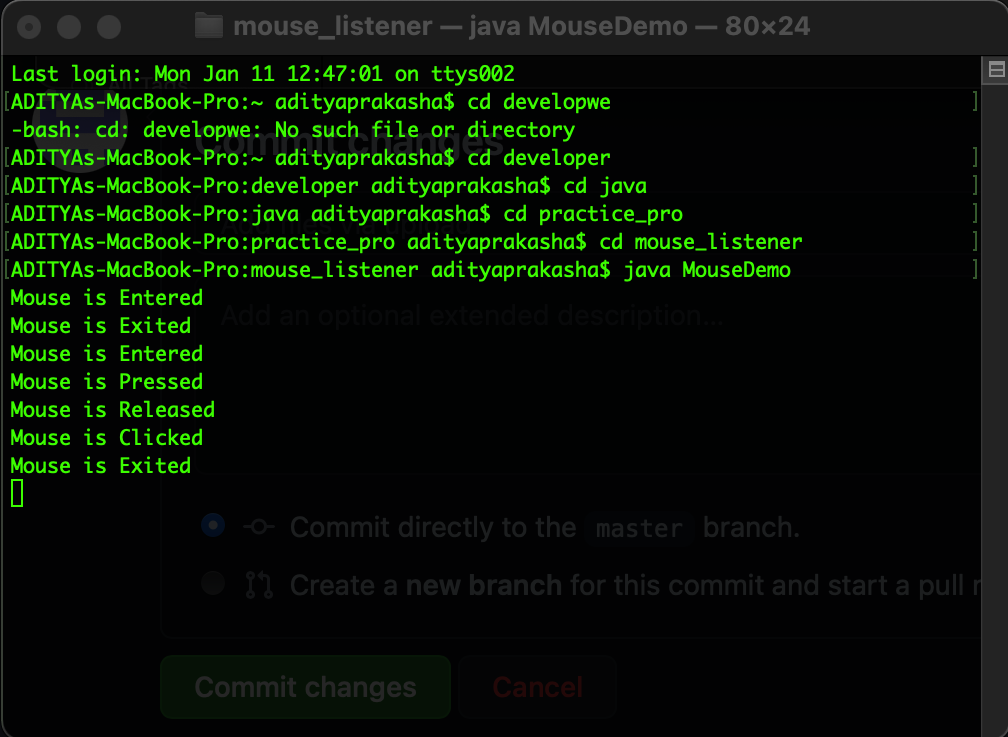 mouse_listener — java MouseDemo — 80×24
Last login: Mon Jan 11 12:47:01 on ttys002
[ADITYAs-MacBook-Pro:~ adityaprakasha$ cd developwe ]
-bash: cd: developwe: No such file or directory
[ADITYAs-MacBook-Pro:~ adityaprakasha$ cd developer ]
Commit changes
[ADITYAs-MacBook-Pro:developer adityaprakasha$ cd java ]
[ADITYAs-MacBook-Pro:java adityaprakasha$ cd practice_pro ]
[ADITYAs-MacBook-Pro:practice_pro adityaprakasha$ cd mouse_listener ]
[ADITYAs-MacBook-Pro:mouse_listener adityaprakasha$ java MouseDemo ]
Mouse is Entered
Add an optional extended description...
Mouse is Exited
Mouse is Entered
Mouse is Pressed
Mouse is Released
Mouse is Clicked
Mouse is Exited
Commit directly to the master branch.
Create a new branch for this commit and start a pull
Commit changes Cancel